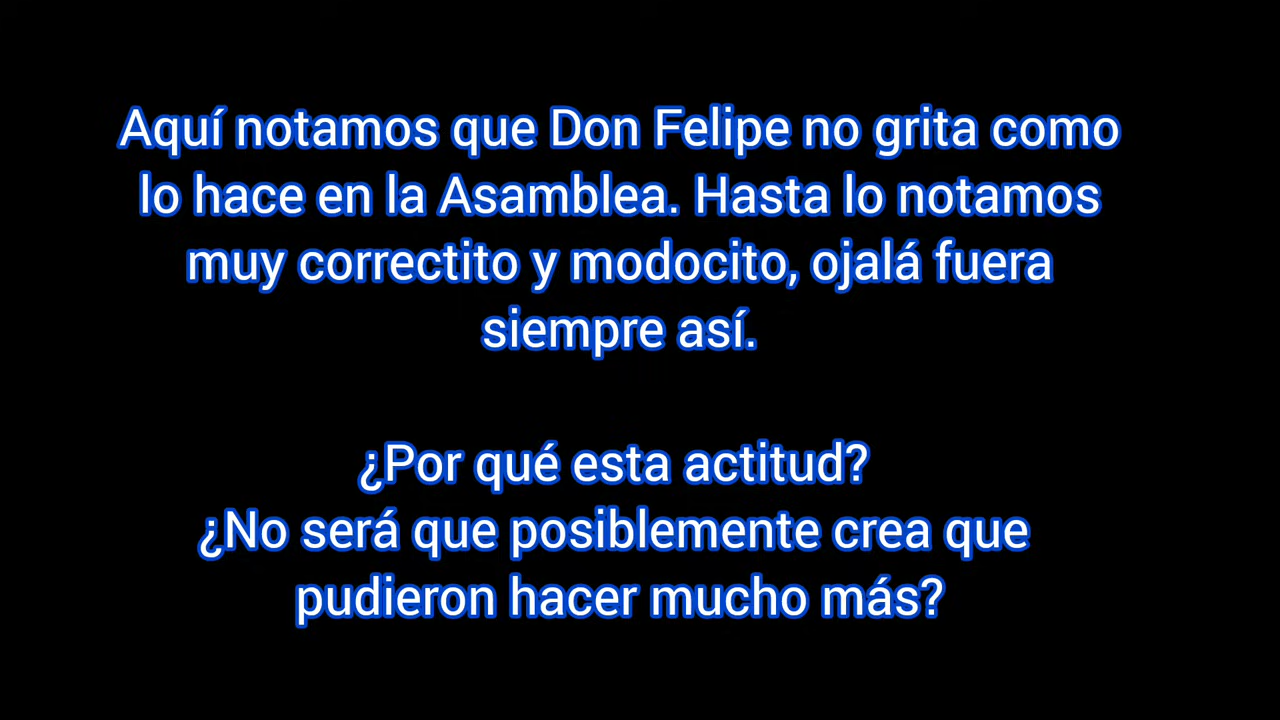 Aquí notamos que Don Felipe no grita como
lo hace en la Asamblea. Hasta lo notamos
muy correctito y modocito, ojalá fuera
siempre así.
¿Por qué esta actitud?
¿No será que posiblemente crea que
pudieron hacer mucho más?